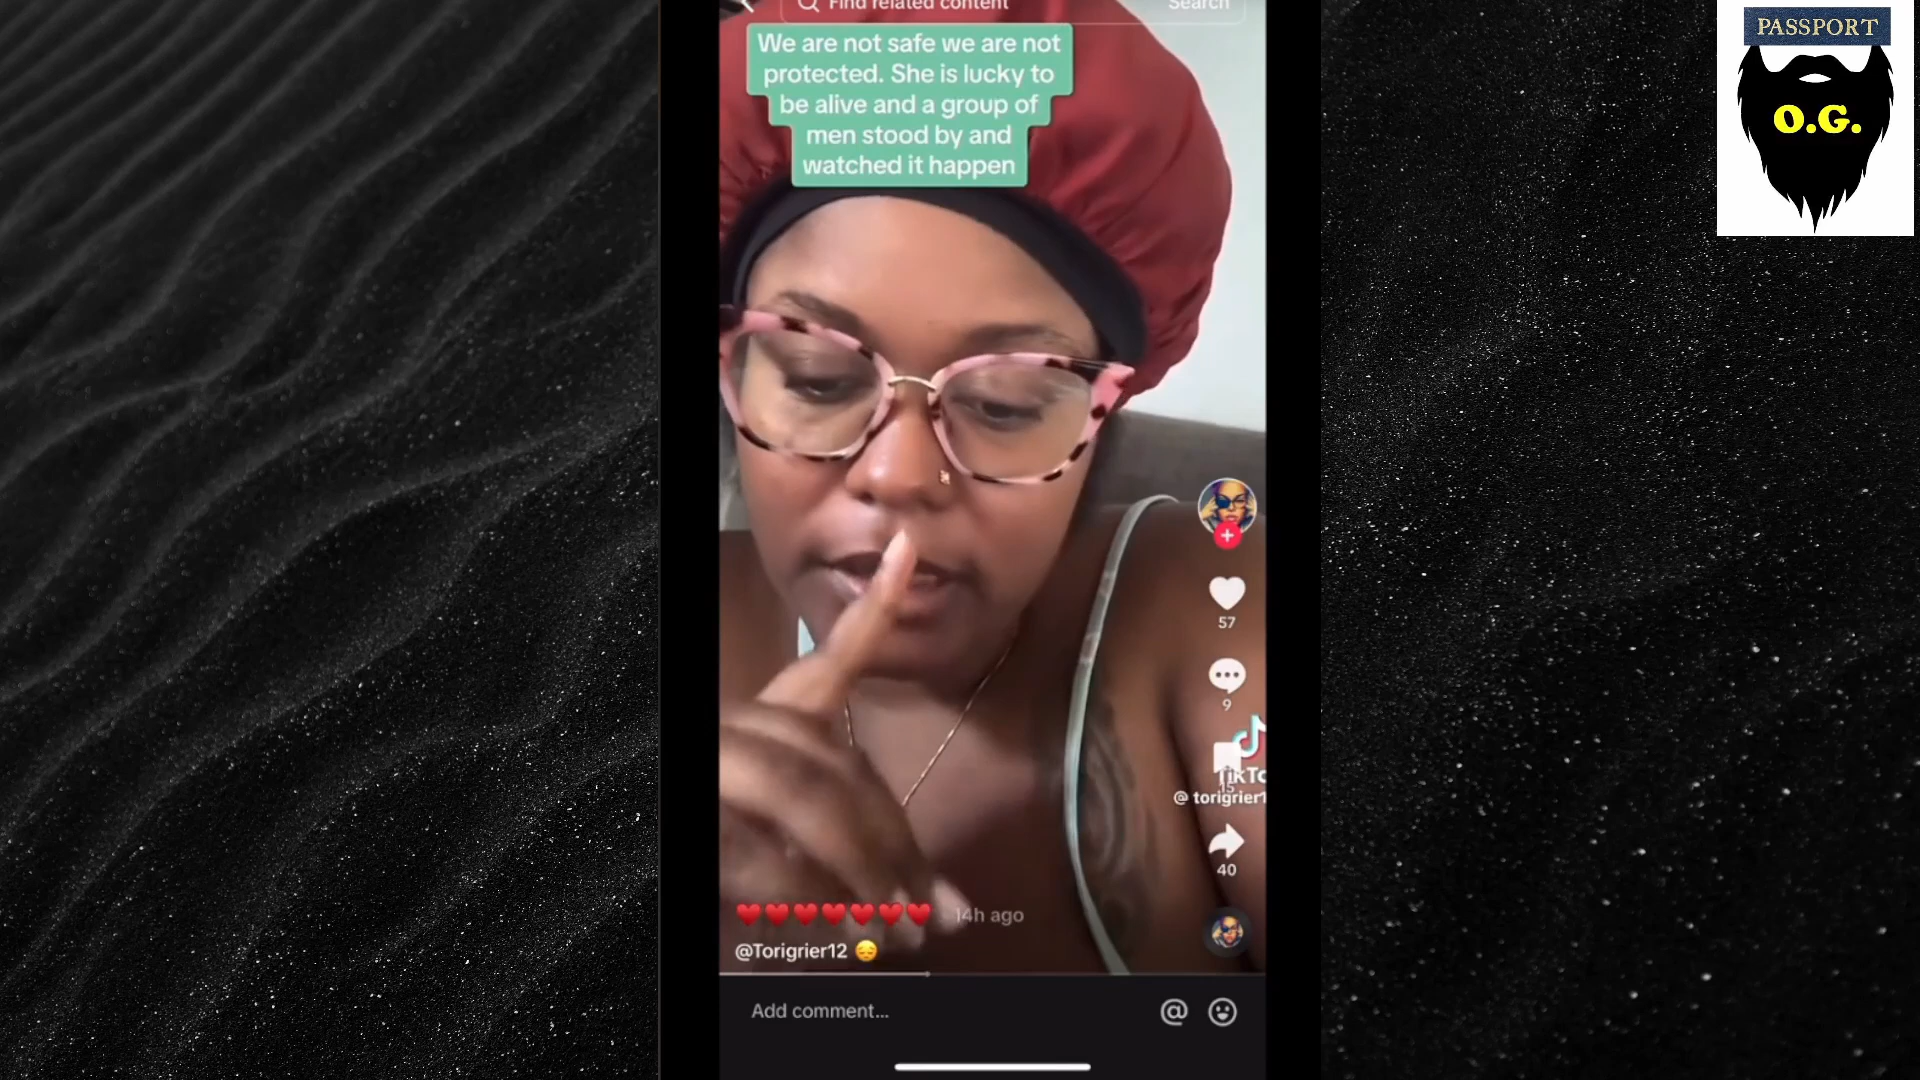 Find related content
Search
We are not safe we are not
protected. She is lucky to
be alive and a group of
men stood by and
watched it happen
PASSPORT
O.G.
57
9
TikTo
15
@ torigrier1
40
14h ago
@Torigrier12
Add comment...
@